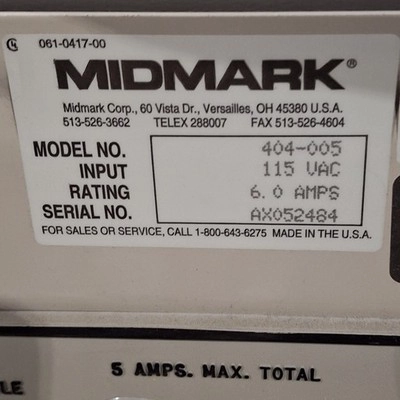 061-0417-00
MIDMARK®
Midmark Corp., 60 Vista Dr., Versailles, OH 45380 U.S.A.
513-526-3662 TELEX 288007 FAX 513-526-4604
MODEL NO. 404-005
INPUT 115 VAC
RATING 6.0 AMPS
SERIAL NO. AX052484
FOR SALES OR SERVICE, CALL 1-800-643-6275 MADE IN THE U.S.A.
5 AMPS. MAX. TOTAL